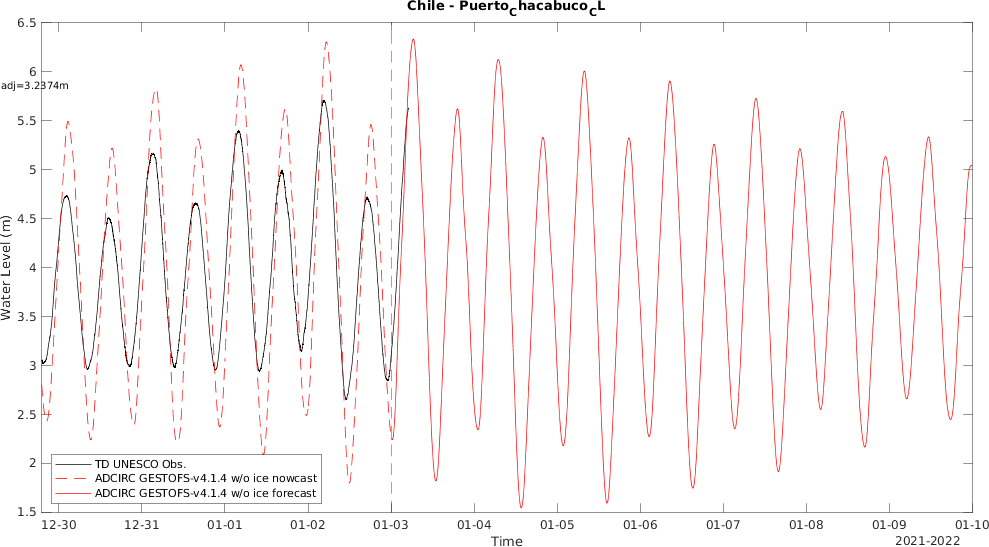 Chile - PuertoChacabucoCL
adj=3.2374m
Water Level (m)
6.5
6
5.5
5
4.5
4
3.5
3
2.5
2
1.5
TD UNESCO Obs.
ADCIRC GESTOFS-v4.1.4 w/o ice nowcast
ADCIRC GESTOFS-v4.1.4 w/o ice forecast
12-30 12-31 01-01 01-02 01-03 01-04 01-05 01-06 01-07 01-08 01-09 01-10
Time
2021-2022